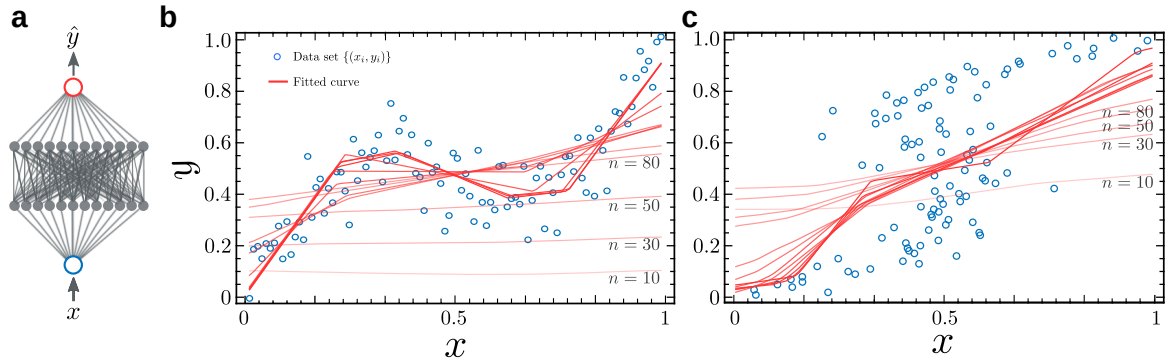 a
ŷ
x
b
1.0
0.8
0.6
0.4
0.2
0
y
Data set {(xᵢ, yᵢ)}
Fitted curve
n = 80
n = 50
n = 30
n = 10
0
0.5
1
x
c
1.0
0.8
0.6
0.4
0.2
0
n = 80
n = 50
n = 30
n = 10
0
0.5
1
x